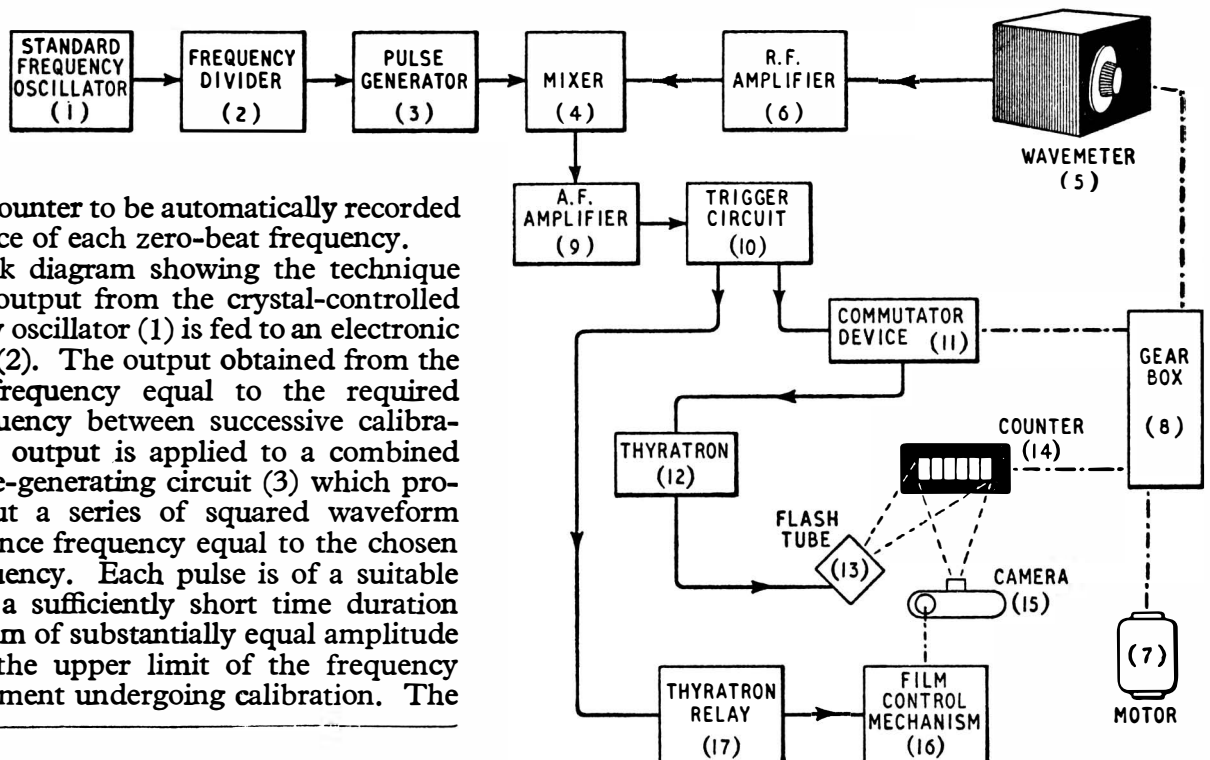 STANDARD
FREQUENCY
OSCILLATOR
(1)
FREQUENCY
DIVIDER
(2)
PULSE
GENERATOR
(3)
MIXER
(4)
R.F.
AMPLIFIER
(6)
WAVEMETER
(5)
A.F.
AMPLIFIER
(9)
TRIGGER
CIRCUIT
(10)
COMMUTATOR
DEVICE (11)
GEAR
BOX
(8)
THYRATRON
(12)
COUNTER
(14)
FLASH
TUBE
(13)
CAMERA
(15)
(7)
MOTOR
THYRATRON
RELAY
(17)
FILM
CONTROL
MECHANISM
(16)
ounter to be automatically recorded
ce of each zero-beat frequency.
k diagram showing the technique
output from the crystal-controlled
y oscillator (1) is fed to an electronic
(2). The output obtained from the
frequency equal to the required
uency between successive calibra-
output is applied to a combined
e-generating circuit (3) which pro-
ut a series of squared waveform
nce frequency equal to the chosen
uency. Each pulse is of a suitable
a sufficiently short time duration
m of substantially equal amplitude
the upper limit of the frequency
ment undergoing calibration. The